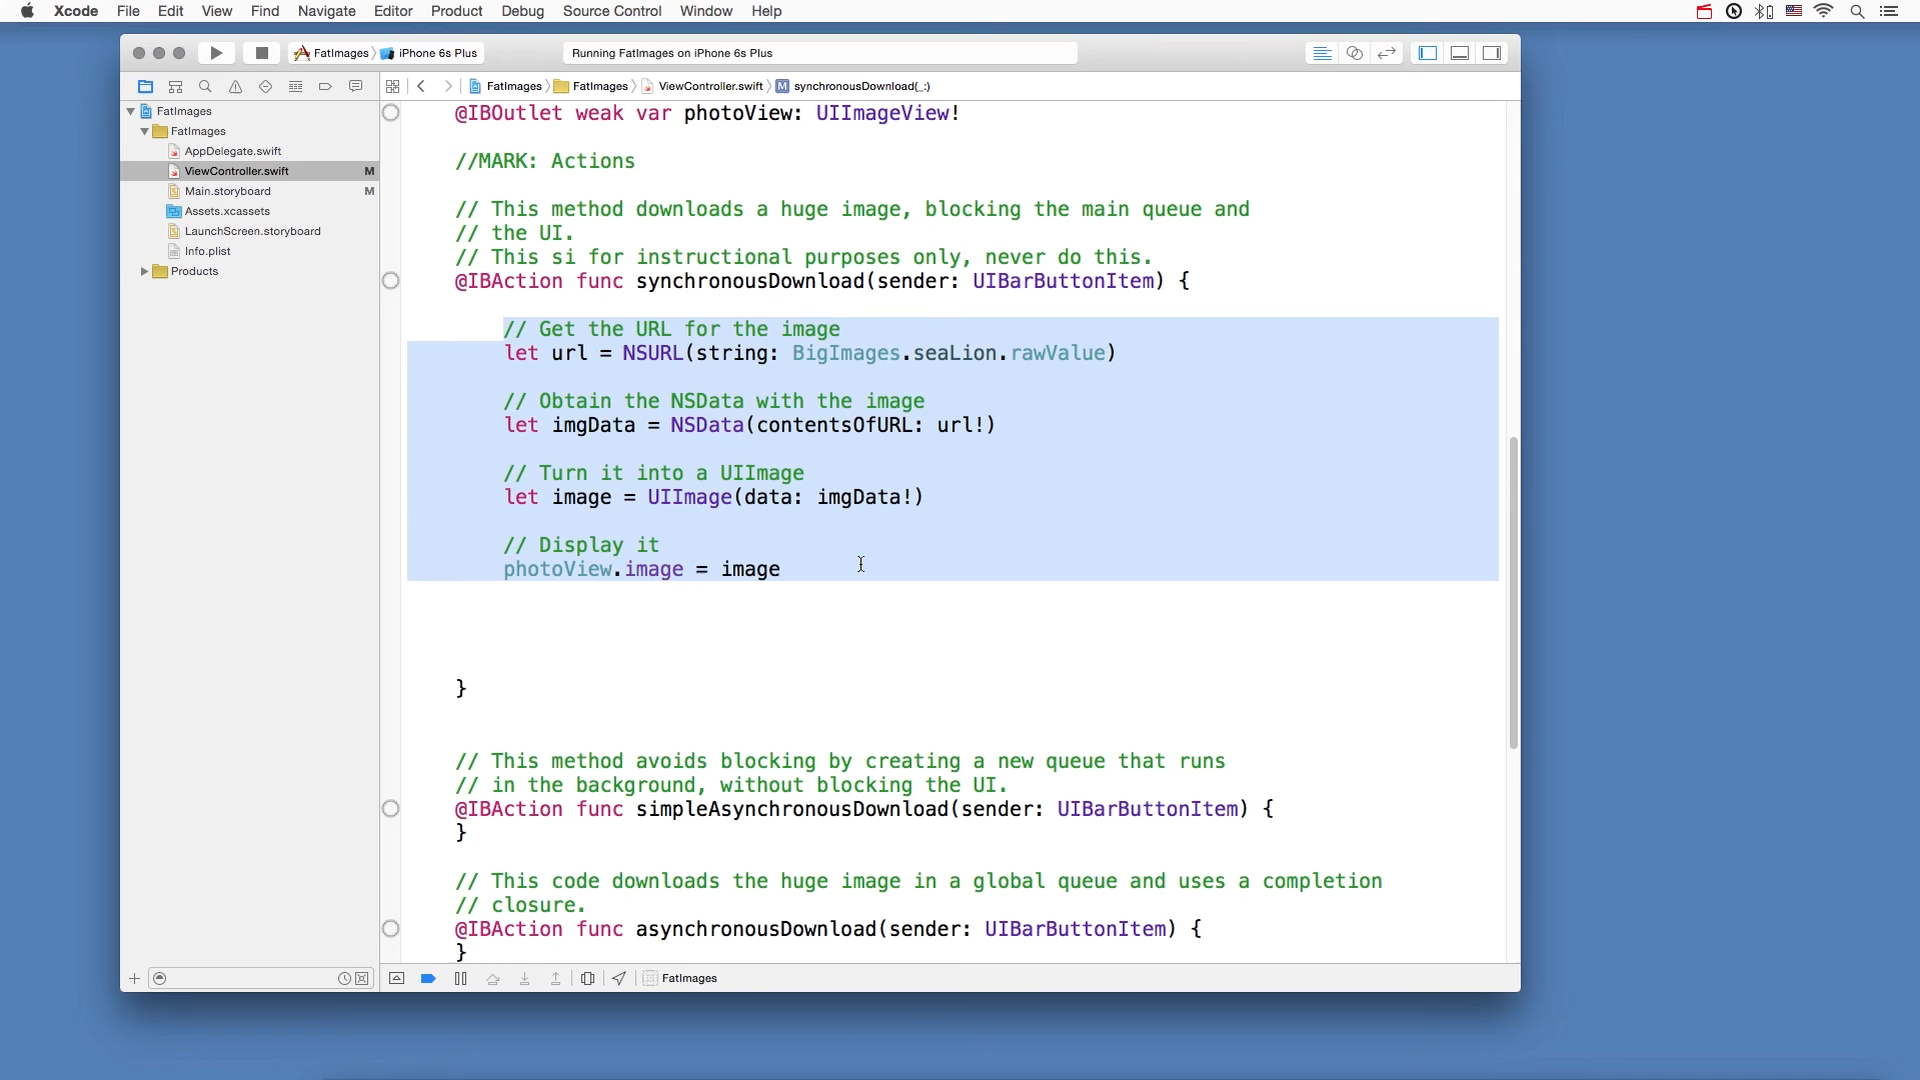 Xcode File Edit View Find Navigate Editor Product Debug Source Control Window Help
FatImages iPhone 6s Plus Running FatImages on iPhone 6s Plus
FatImages FatImages ViewController.swift M synchronousDownload(_:)
FatImages
FatImages
AppDelegate.swift
ViewController.swift M
Main.storyboard M
Assets.xcassets
LaunchScreen.storyboard
Info.plist
Products
@IBOutlet weak var photoView: UIImageView!
//MARK: Actions
// This method downloads a huge image, blocking the main queue and
// the UI.
// This si for instructional purposes only, never do this.
@IBAction func synchronousDownload(sender: UIBarButtonItem) {
// Get the URL for the image
let url = NSURL(string: BigImages.seaLion.rawValue)
// Obtain the NSData with the image
let imgData = NSData(contentsOfURL: url!)
// Turn it into a UIImage
let image = UIImage(data: imgData!)
// Display it
photoView.image = image
}
// This method avoids blocking by creating a new queue that runs
// in the background, without blocking the UI.
@IBAction func simpleAsynchronousDownload(sender: UIBarButtonItem) {
}
// This code downloads the huge image in a global queue and uses a completion
// closure.
@IBAction func asynchronousDownload(sender: UIBarButtonItem) {
}
FatImages